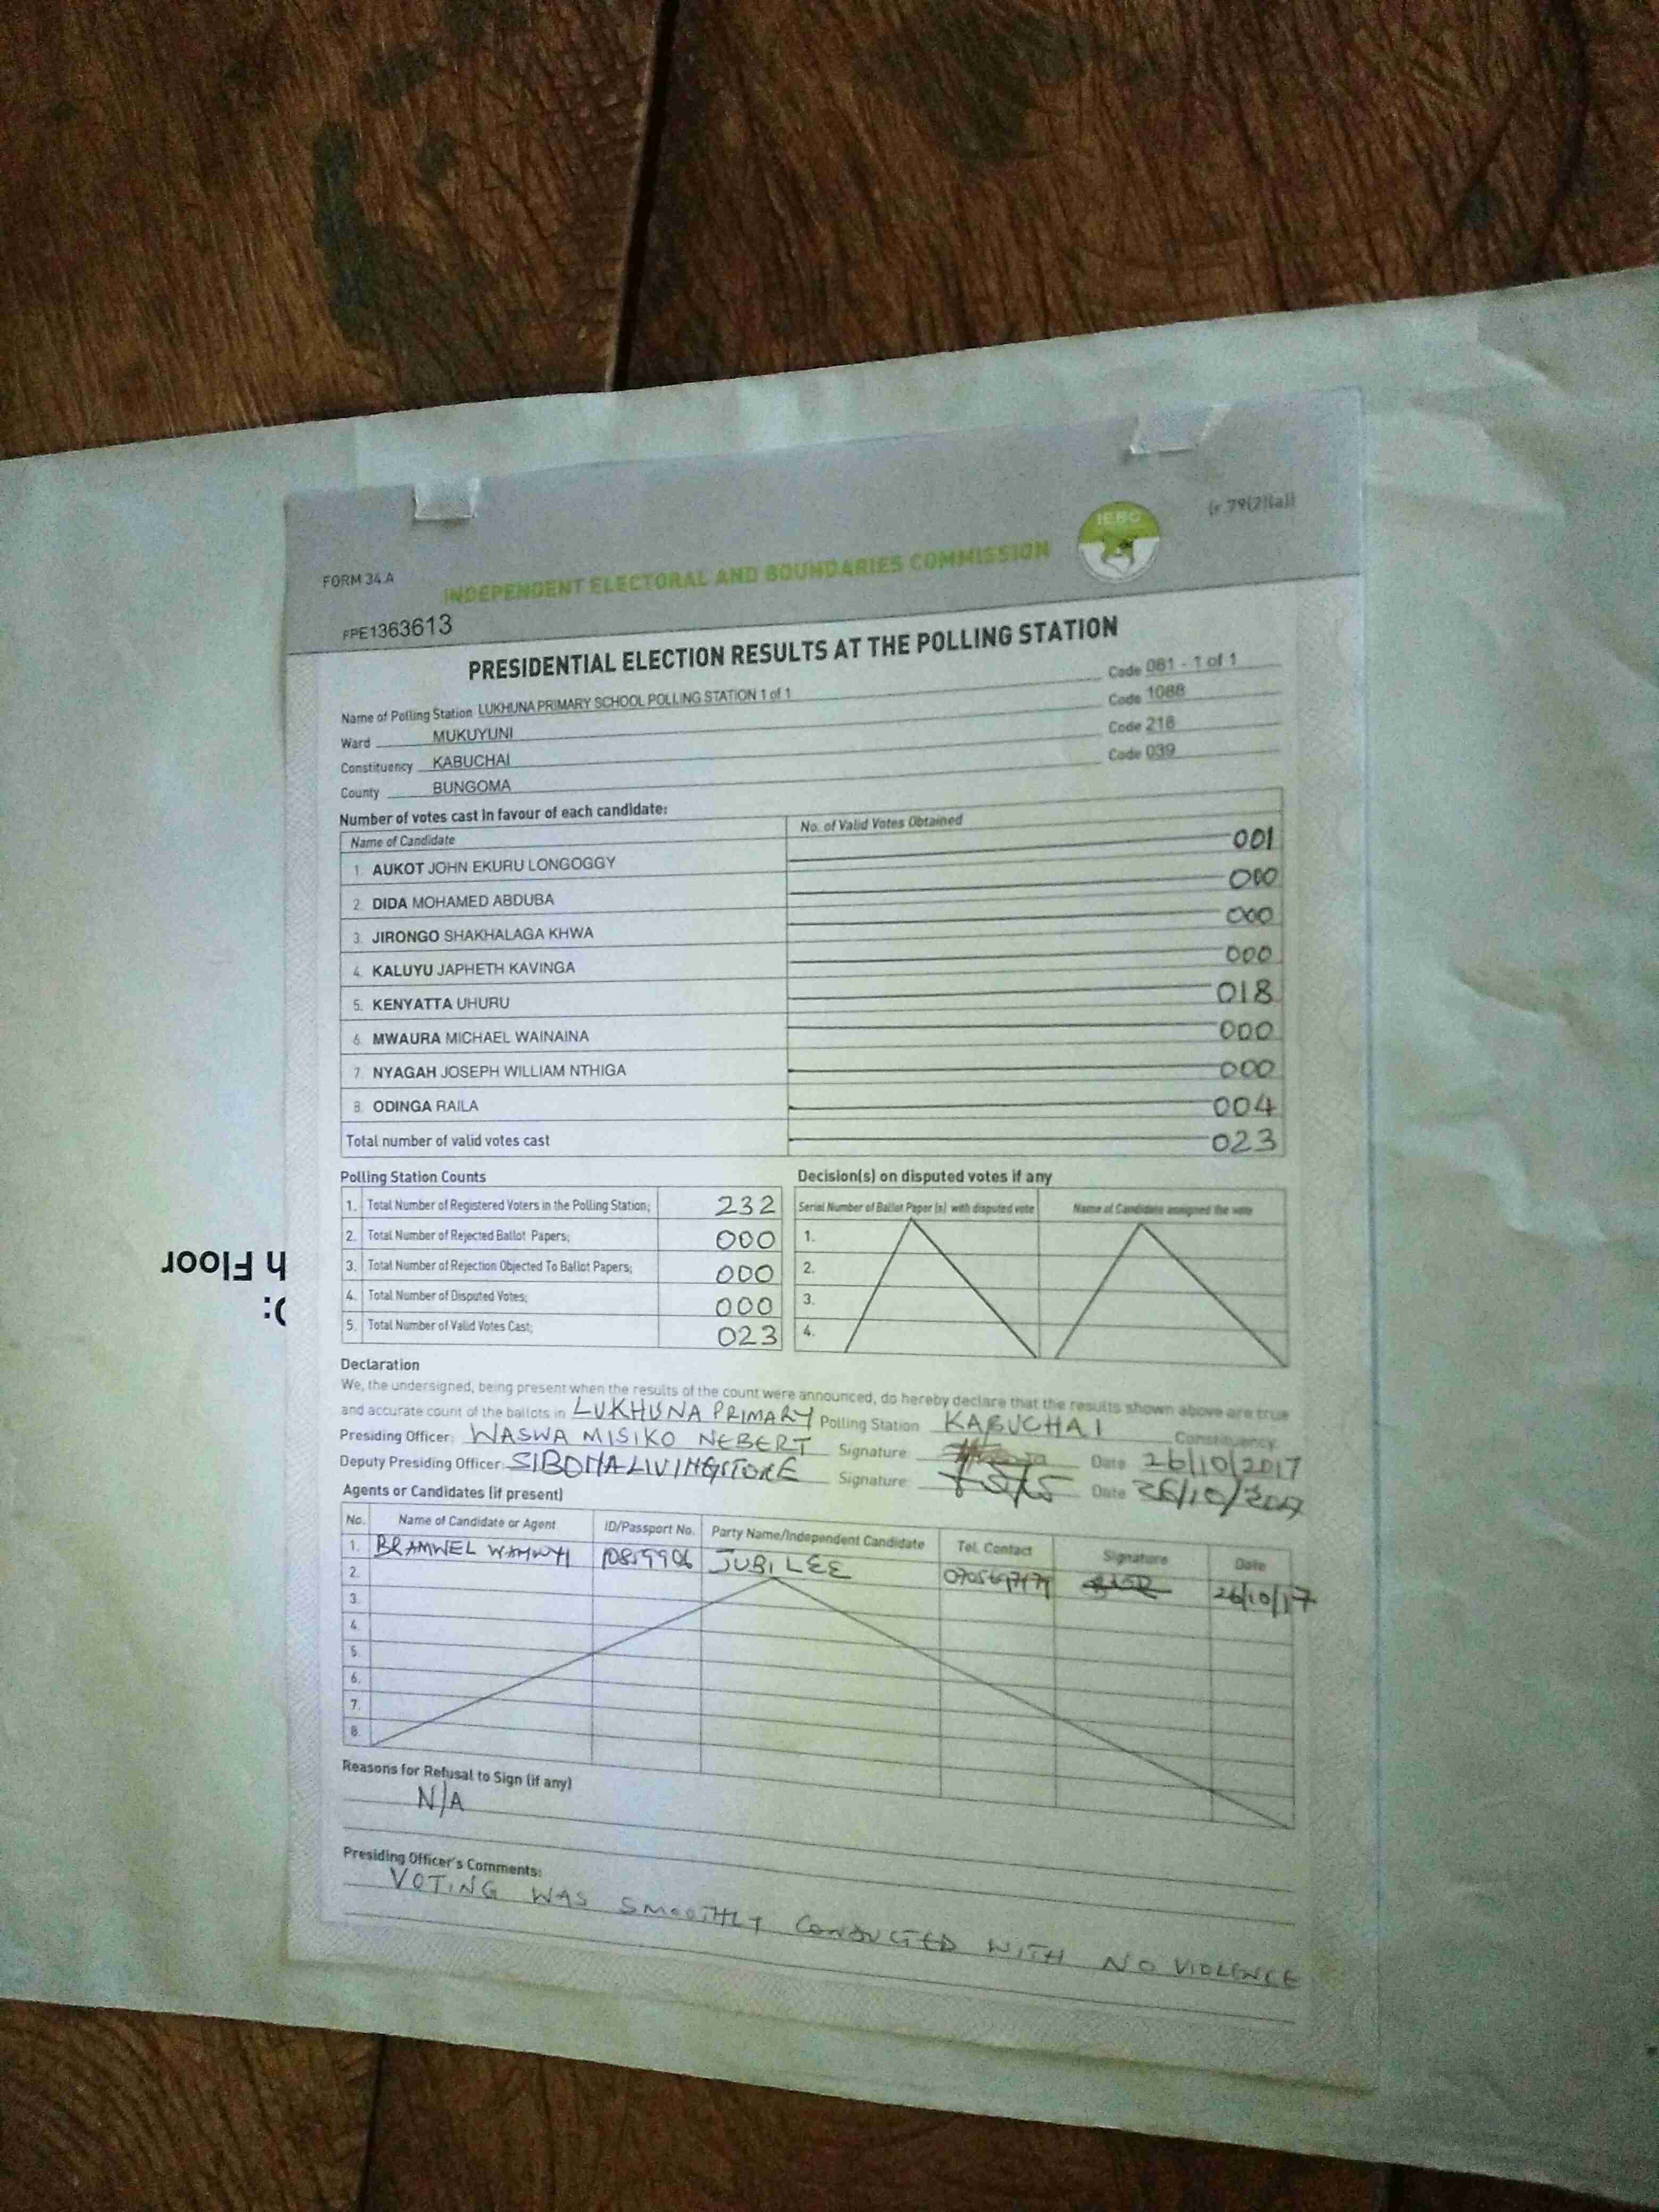 (r.79(2)(a))
FORM 34.A
INDEPENDENT ELECTORAL AND BOUNDARIES COMMISSION
IEBC
FPE1363613
PRESIDENTIAL ELECTION RESULTS AT THE POLLING STATION
Name of Polling Station LUKHUNA PRIMARY SCHOOL POLLING STATION 1 of 1 Code 081 - 1 of 1
Ward MUKUYUNI Code 1088
Constituency KABUCHAI Code 218
County BUNGOMA Code 039
Number of votes cast in favour of each candidate:
Name of Candidate No. of Valid Votes Obtained
1. AUKOT JOHN EKURU LONGOGGY 001
2. DIDA MOHAMED ABDUBA 000
3. JIRONGO SHAKHALAGA KHWA 000
4. KALUYU JAPHETH KAVINGA 000
5. KENYATTA UHURU 018
6. MWAURA MICHAEL WAINAINA 000
7. NYAGAH JOSEPH WILLIAM NTHIGA 000
8. ODINGA RAILA 004
Total number of valid votes cast 023
Polling Station Counts
1. Total Number of Registered Voters in the Polling Station; 232
2. Total Number of Rejected Ballot Papers; 000
3. Total Number of Rejection Objected To Ballot Papers; 000
4. Total Number of Disputed Votes; 000
5. Total Number of Valid Votes Cast; 023
Decision(s) on disputed votes if any
Serial Number of Ballot Paper (s) with disputed vote Name of Candidate assigned the vote
1.
2.
3.
4.
Declaration
We, the undersigned, being present when the results of the count were announced, do hereby declare that the results shown above are true
and accurate count of the ballots in LUKHUNA PRIMARY Polling Station KABUCHAI Constituency.
Presiding Officer: WASWA MISIKO NEBERT Signature Date 26/10/2017
Deputy Presiding Officer: Signature Date 26/10/2017
Agents or Candidates (if present)
No. Name of Candidate or Agent ID/Passport No. Party Name/Independent Candidate Tel. Contact Signature Date
1. BRAMWEL JUBILEE 26/10/17
2.
3.
4.
5.
6.
7.
8.
Reasons for Refusal to Sign (if any)
N/A
Presiding Officer's Comments:
VOTING WAS SMOOTHLY CONDUCTED WITH NO VIOLENCE
h Floor